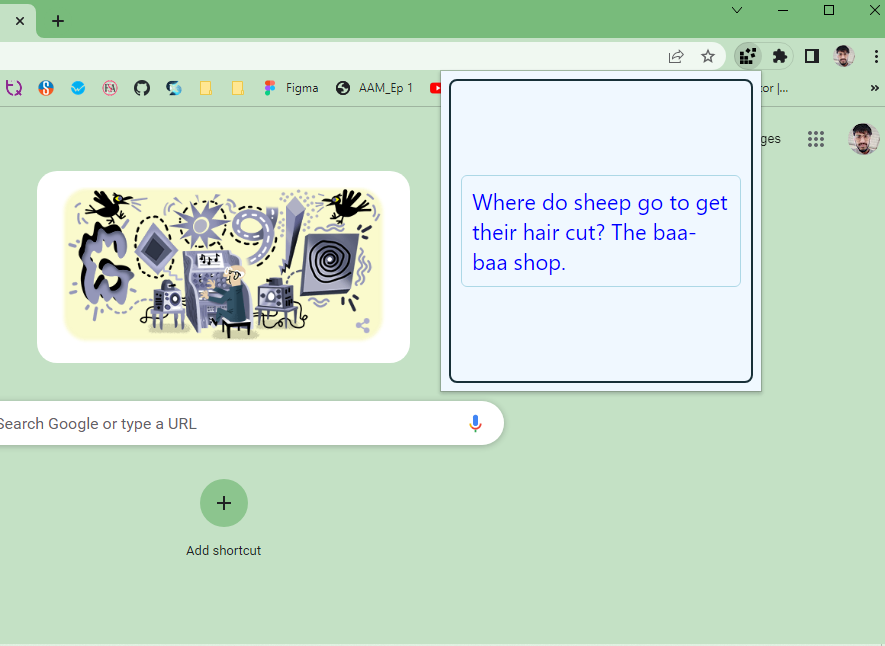 Figma
AAM_Ep 1
tor |...
ges
Where do sheep go to get
their hair cut? The baa-
baa shop.
Search Google or type a URL
Add shortcut